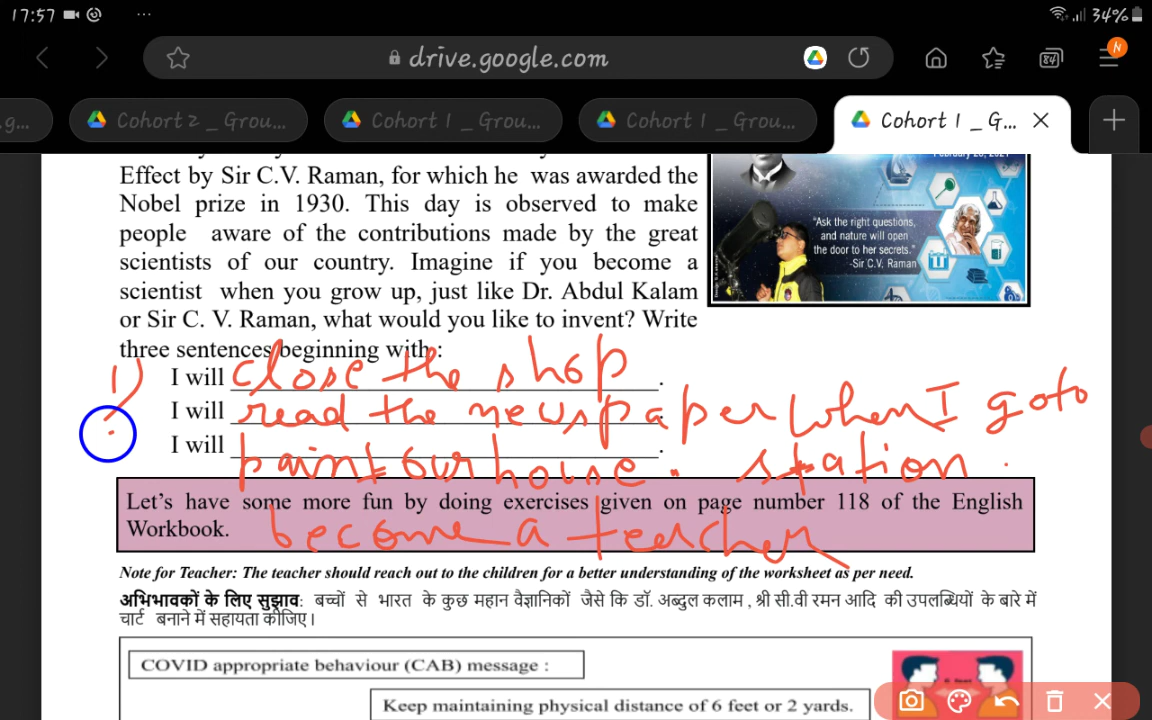 17:57 ... 34%
drive.google.com 84 N
g... Cohort 2 _ Grou... Cohort 1 _ Grou... Cohort 1 _ Grou... Cohort 1 _ G...
Effect by Sir C.V. Raman, for which he was awarded the
Nobel prize in 1930. This day is observed to make
people awar of the contributions made by the great
scientists of our country. Imagine if you become a
scientist when you grow up, just like Dr. Abdul Kalam
or Sir C. V. Raman, what would you like to invent? Write
three sentences beginning with :
"Ask the right questions,
and nature will open
the door to her secrets."
-Sir C.V. Raman
1) I will close the shop.
I will read the newspaper when I go to
station.
I will paint our house.
become a teacher
Let's have some more fun by doing exercises given on page number 118 of the English
Workbook.
Note for Teacher: The teacher should reach out to the children for a better understanding of the worksheet as per need.
अभिभावकों के लिए सुझाव: बच्चों से भारत के कुछ महान वैज्ञानिकों जैसे कि डॉ. अब्दुल कलाम , श्री सी.वी रमन आदि की उपलब्धियों के बारे में
चार्ट बनाने में सहायता कीजिए।
COVID appropriate behaviour (CAB) message :
Keep maintaining physical distance of 6 feet or 2 yards.